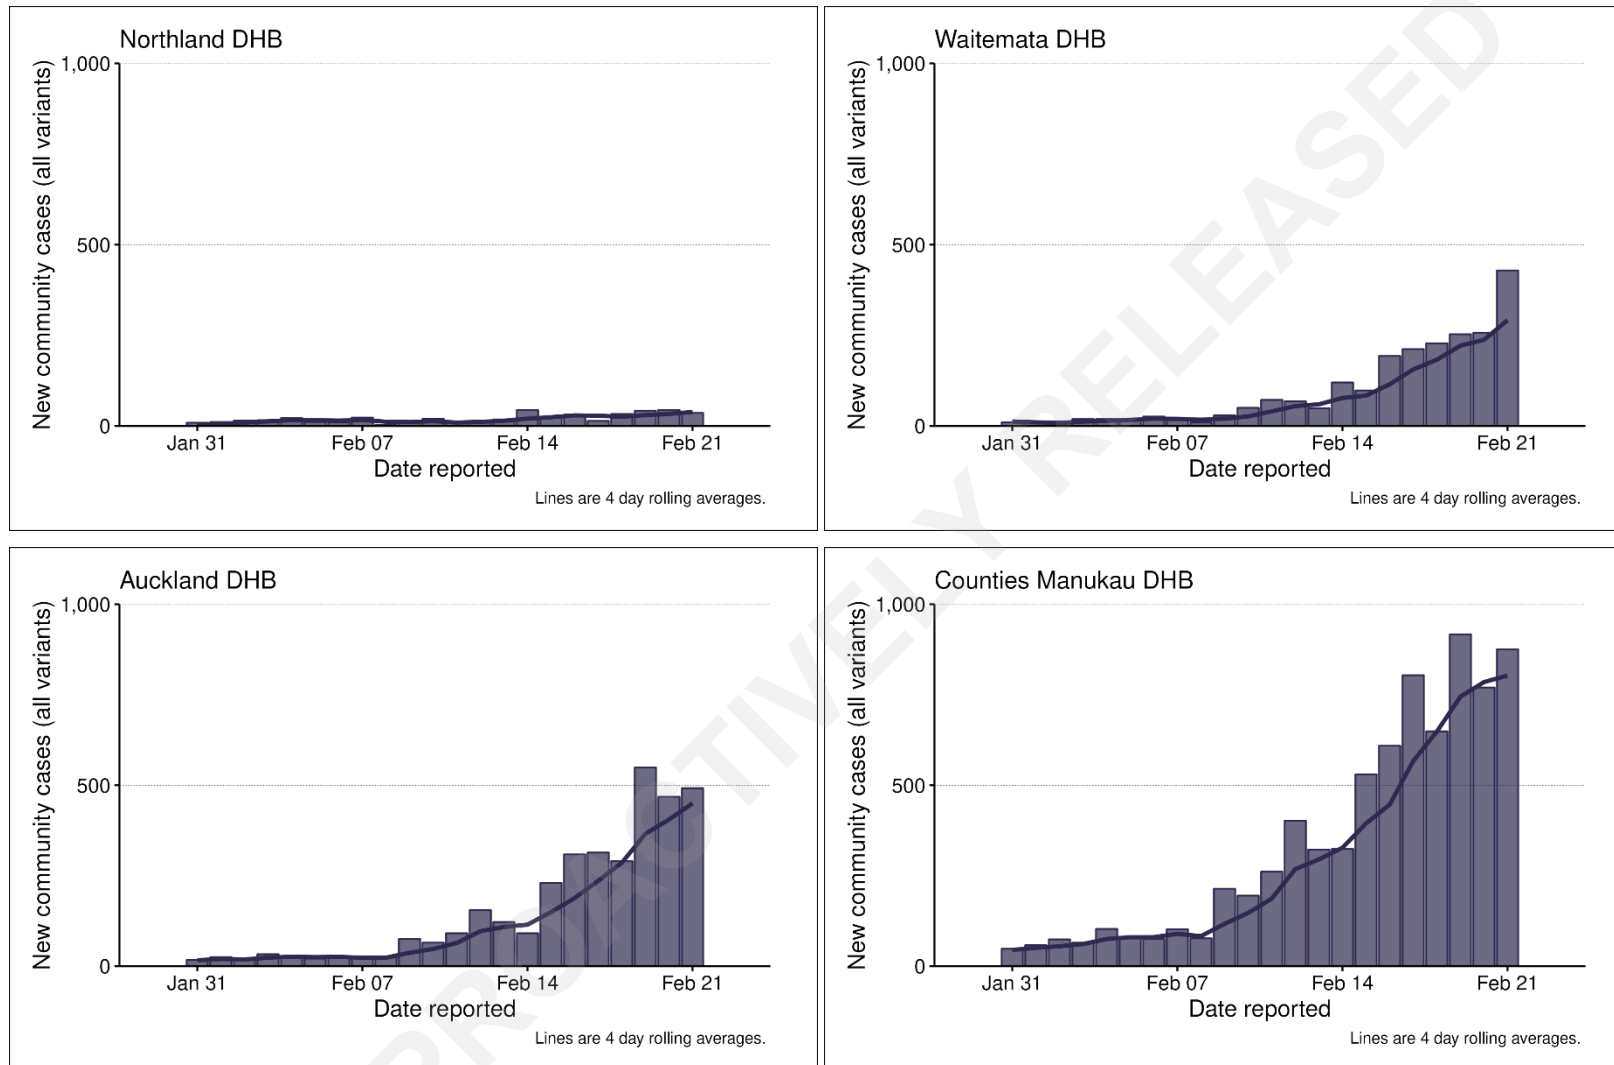 Northland DHB
New community cases (all variants)
1,000
500
0
Jan 31
Feb 07
Feb 14
Feb 21
Date reported
Lines are 4 day rolling averages.
Waitemata DHB
New community cases (all variants)
1,000
500
0
Jan 31
Feb 07
Feb 14
Feb 21
Date reported
Lines are 4 day rolling averages.
Auckland DHB
New community cases (all variants)
1,000
500
0
Jan 31
Feb 07
Feb 14
Feb 21
Date reported
Lines are 4 day rolling averages.
Counties Manukau DHB
New community cases (all variants)
1,000
500
0
Jan 31
Feb 07
Feb 14
Feb 21
Date reported
Lines are 4 day rolling averages.
PROACTIVELY RELEASED